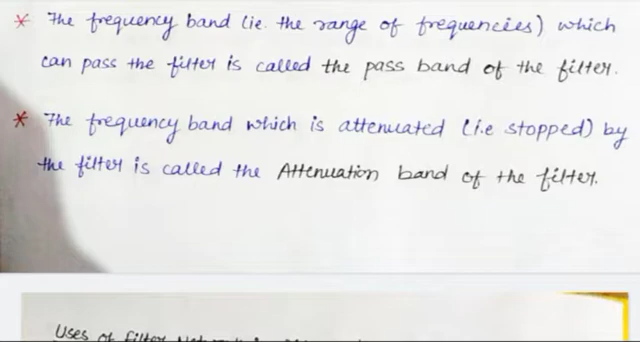 * The frequency band (ie. the range of frequencies) which
can pass the filter is called the pass band of the filter.
* The frequency band which is attenuated (i.e stopped) by
the filter is called the Attenuation band of the filter.
Uses of filter